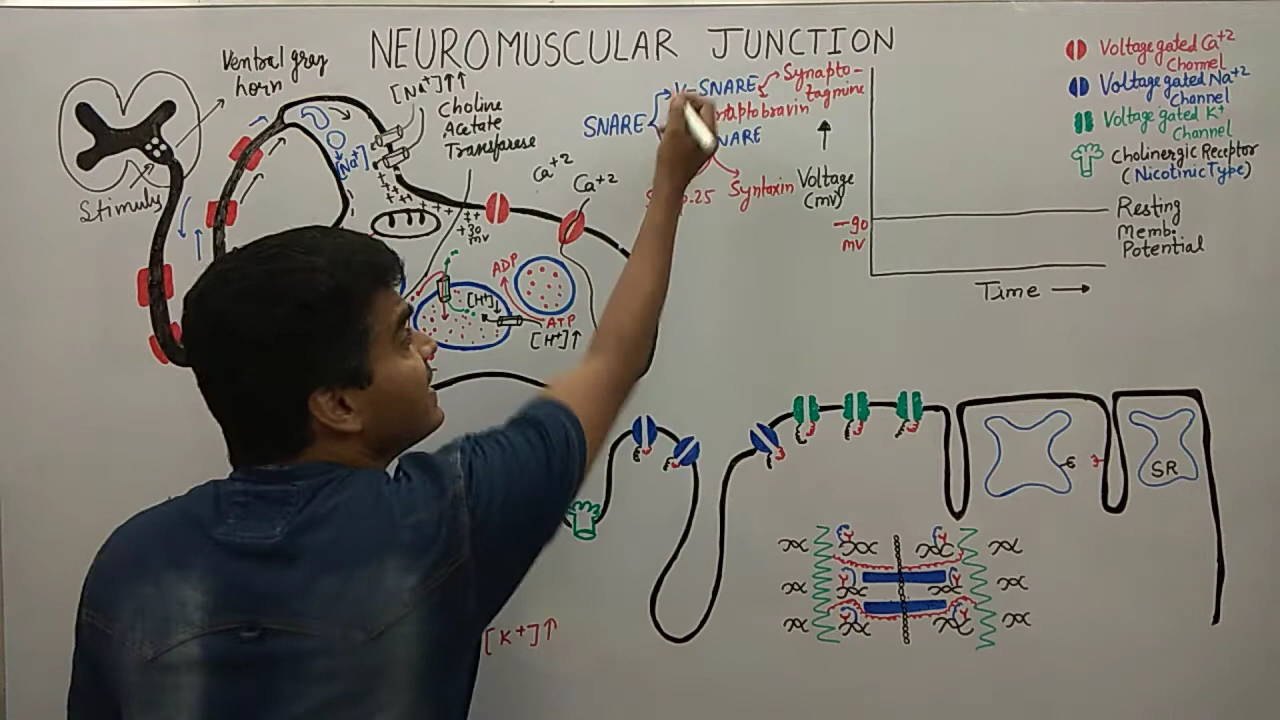 NEUROMUSCULAR JUNCTION
Ventral gray
horn
Stimulus
[Na+]↑↑
Choline
Acetate
Transferase
[Na+]
+30
mv
Ca+2
Ca+2
ADP
ATP
[H+]↓
[H+]↑
SNARE
V-SNARE
Synapto-
tagmine
SNARE
Syntaxin
25
Voltage
(mv)
-90
mv
Resting
Memb.
Potential
Time →
Voltage gated Ca+2
Channel
Voltage gated Na+2
Channel
Voltage gated K+
Channel
Cholinergic Receptor
(Nicotinic Type)
SR
[K+]↑